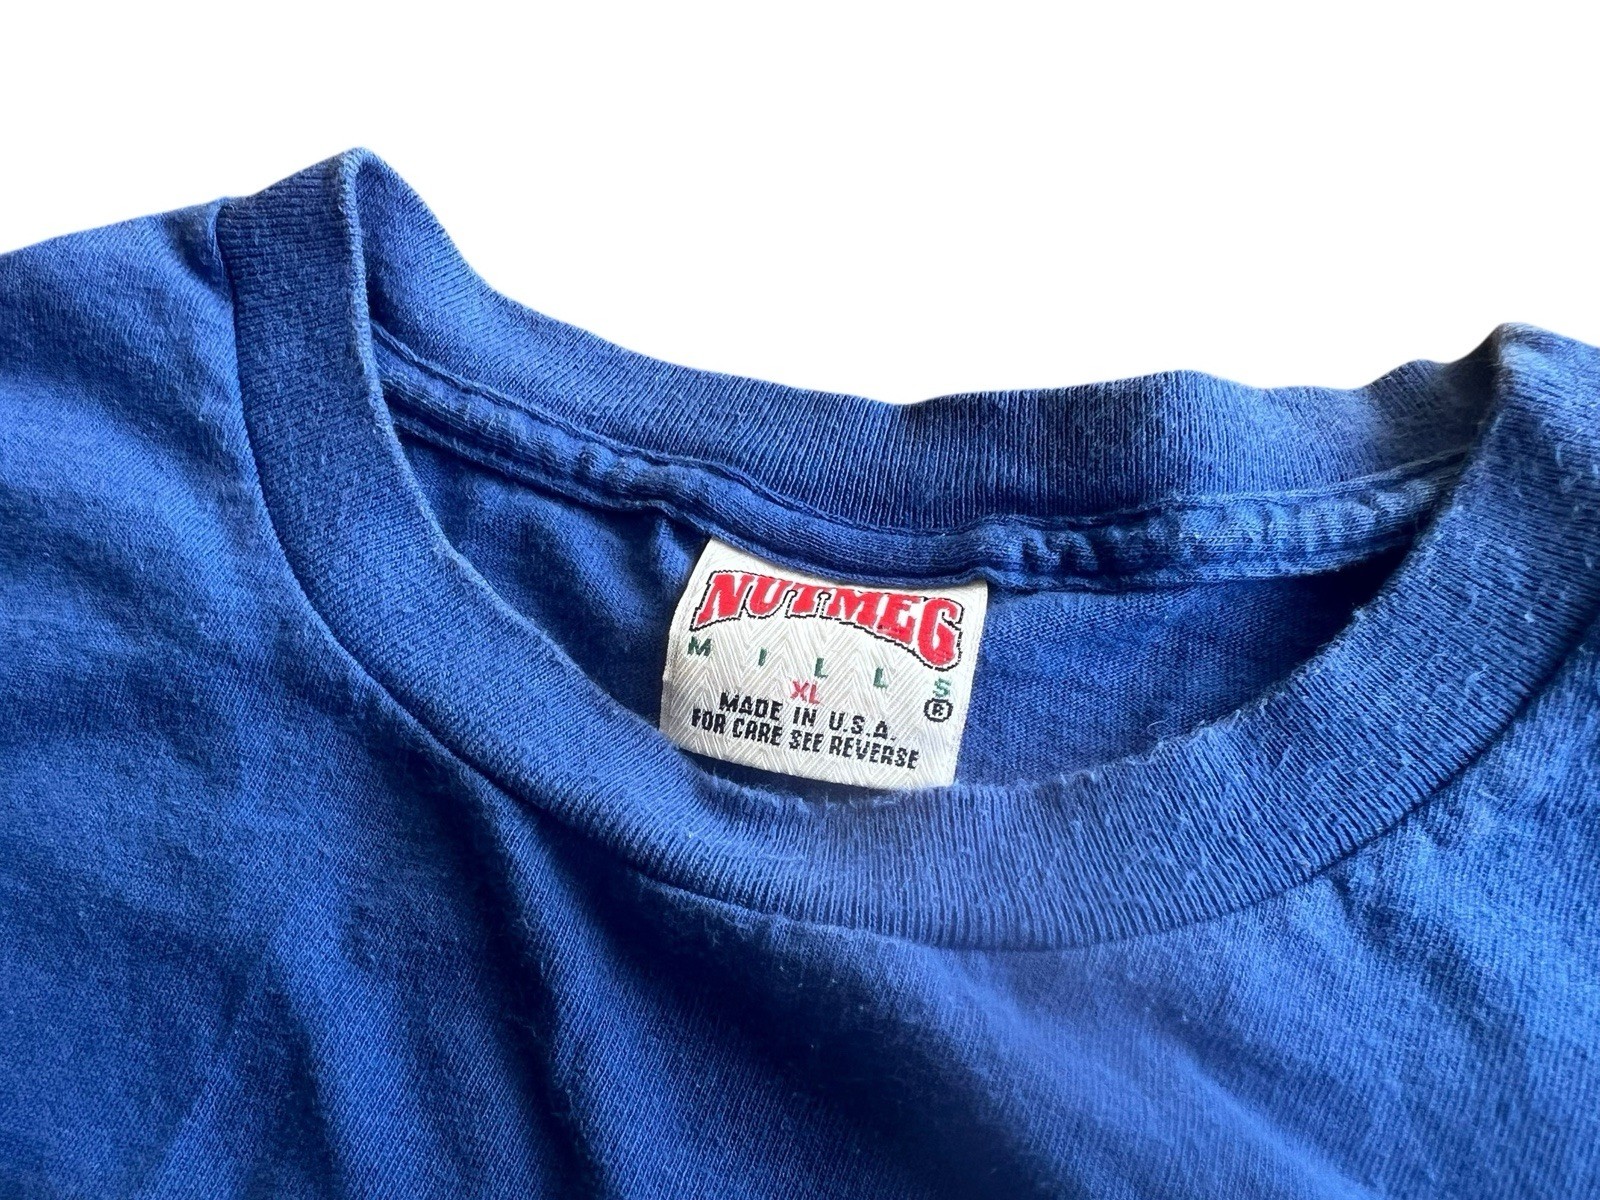 NUTMEG
MILLS
XL
®
MADE IN U.S.A.
FOR CARE SEE REVERSE